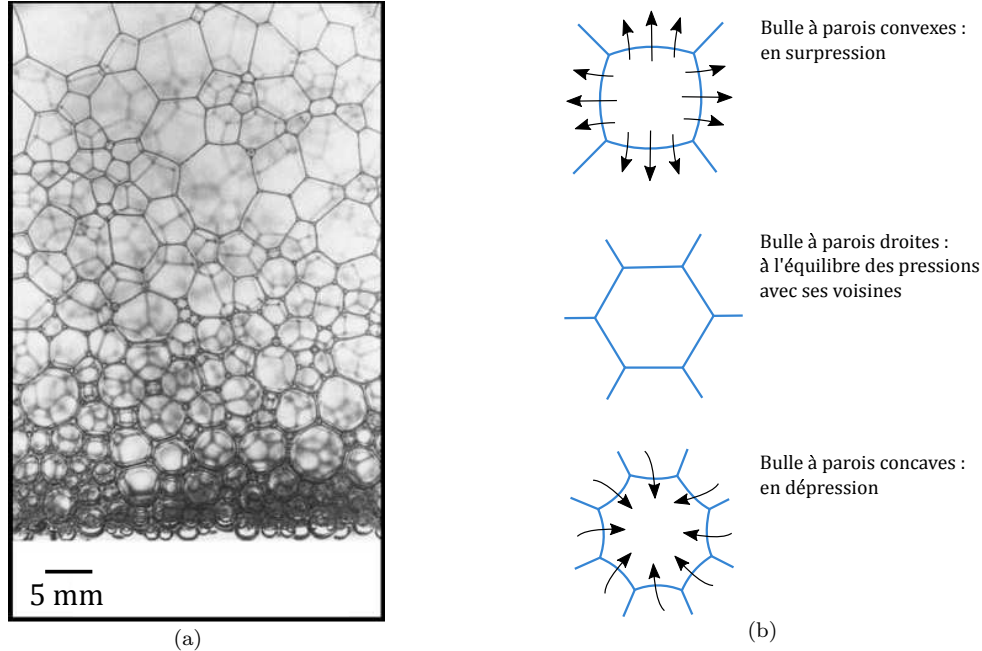 Bulle à parois convexes :
en surpression
Bulle à parois droites :
à l'équilibre des pressions
avec ses voisines
Bulle à parois concaves :
en dépression
5 mm
(a)
(b)